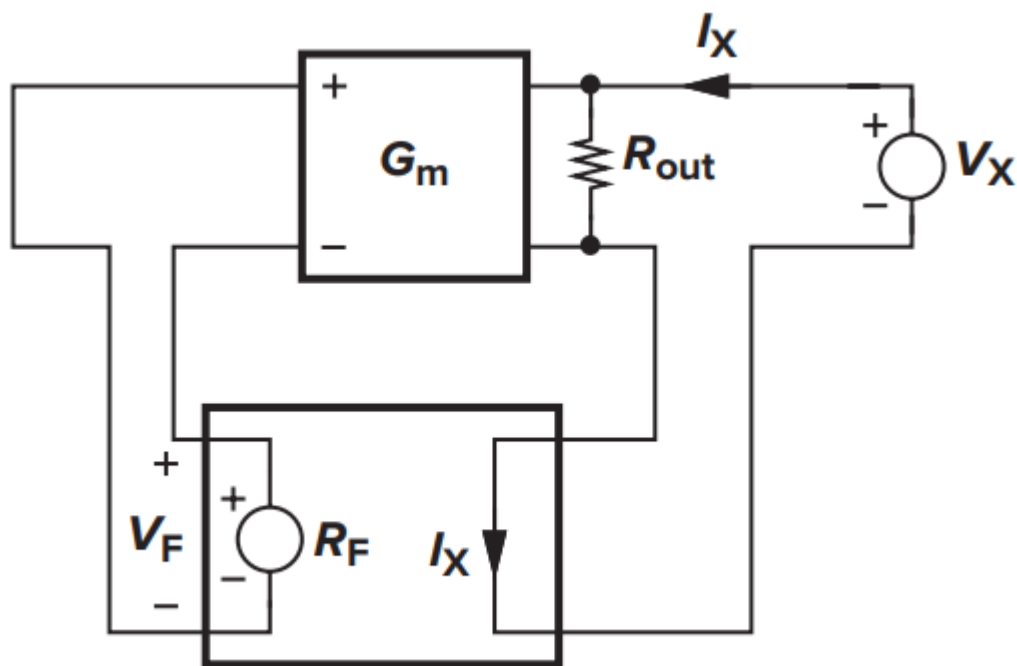 I_X
+
G_m
−
R_out
+
V_X
−
+
V_F
−
+
R_F
−
I_X